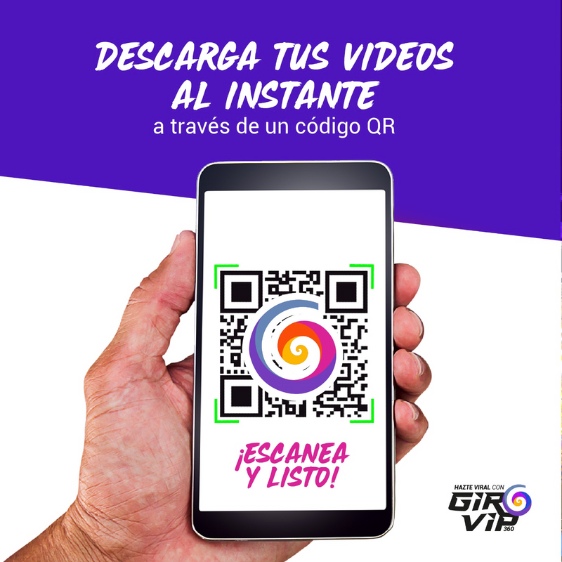 DESCARGA TUS VIDEOS
AL INSTANTE
a través de un código QR
¡ESCANEA
Y LISTO!
HAZTE VIRAL CON
GIRO
VIP
360